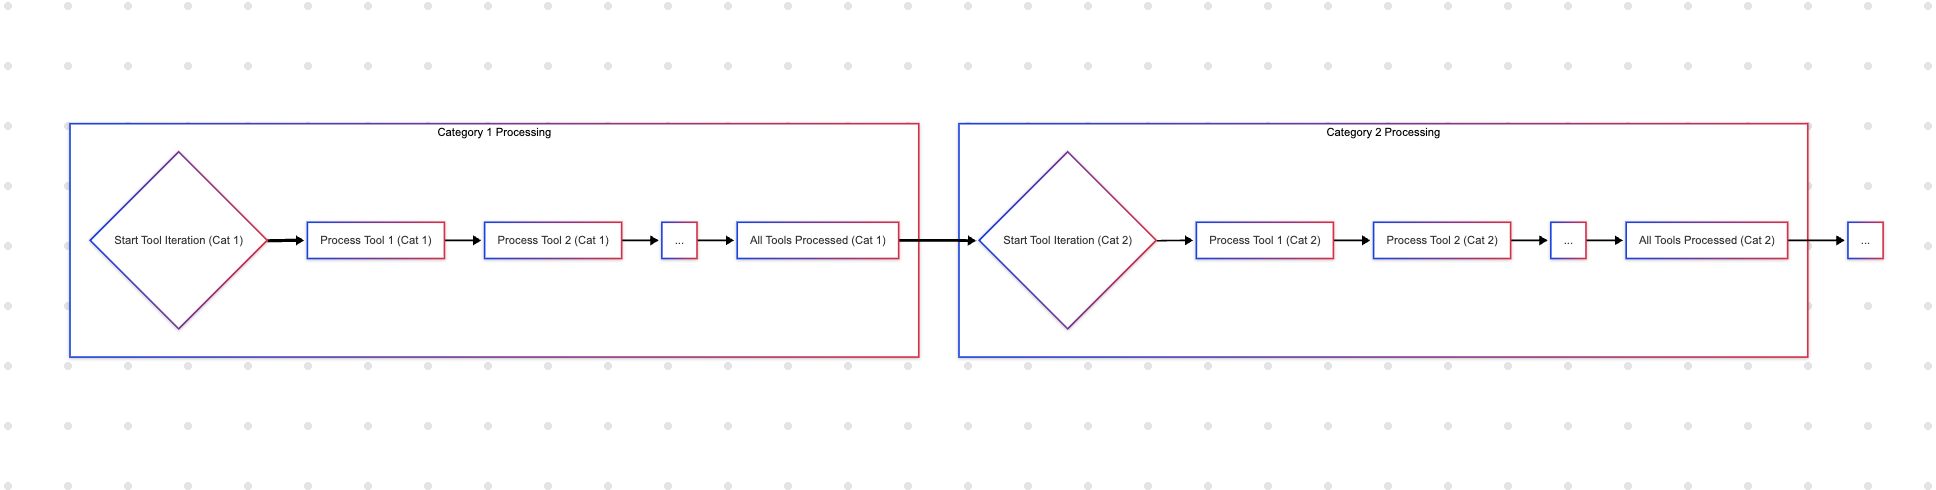 Category 1 Processing
Start Tool Iteration (Cat 1)
Process Tool 1 (Cat 1)
Process Tool 2 (Cat 1)
...
All Tools Processed (Cat 1)
Category 2 Processing
Start Tool Iteration (Cat 2)
Process Tool 1 (Cat 2)
Process Tool 2 (Cat 2)
...
All Tools Processed (Cat 2)
...